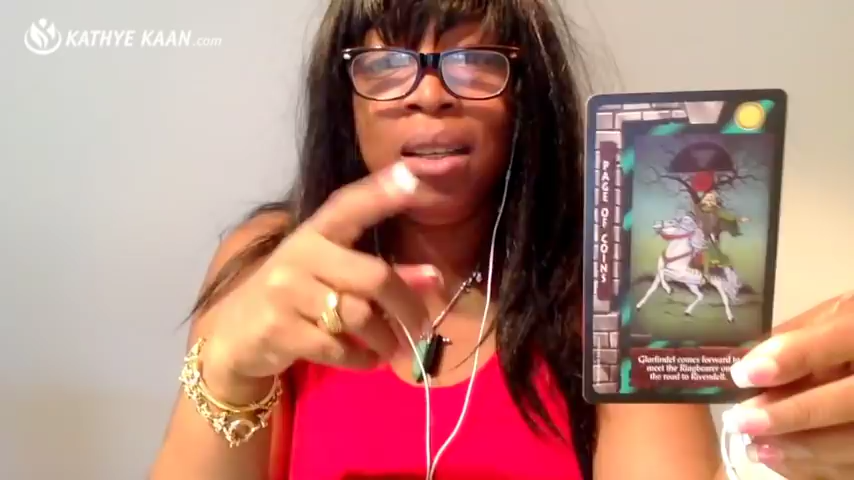 KATHYE KAAN.com
PAGE OF COINS
Glorfindel comes forward to
meet the Ringbearer on
the road to Rivendell.